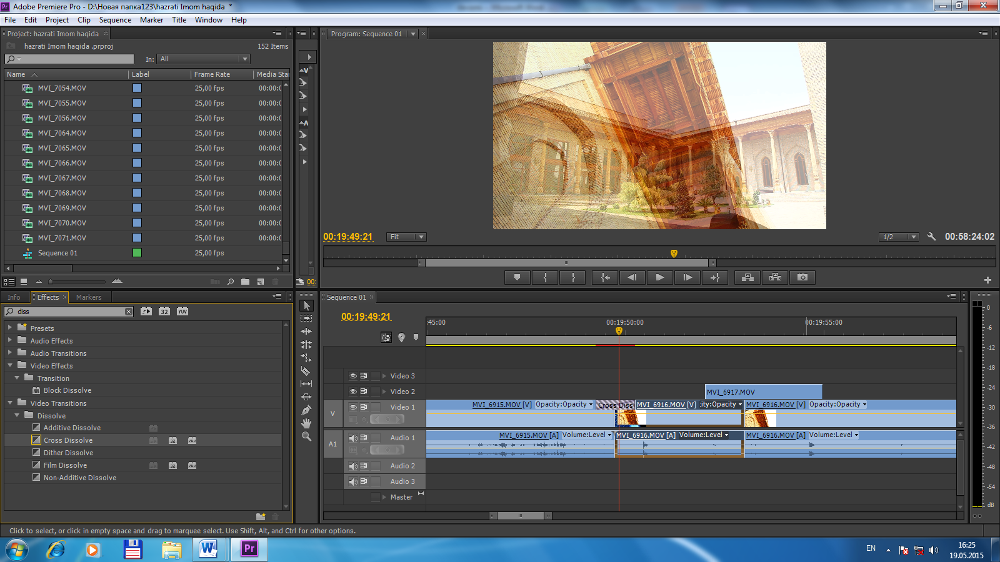 Pr Adobe Premiere Pro - D:\Новая папка123\hazrati Imom haqida *
File Edit Project Clip Sequence Marker Title Window Help
Project: hazrati Imom haqida ×
hazrati Imom haqida .prproj 152 Items
In: All
Name Label Frame Rate Media Star
MVI_7054.MOV 25,00 fps 00:00:0
MVI_7055.MOV 25,00 fps 00:00:0
MVI_7056.MOV 25,00 fps 00:00:0
MVI_7064.MOV 25,00 fps 00:00:0
MVI_7065.MOV 25,00 fps 00:00:0
MVI_7066.MOV 25,00 fps 00:00:0
MVI_7067.MOV 25,00 fps 00:00:0
MVI_7068.MOV 25,00 fps 00:00:0
MVI_7069.MOV 25,00 fps 00:00:0
MVI_7070.MOV 25,00 fps 00:00:0
MVI_7071.MOV 25,00 fps 00:00:0
Sequence 01 25,00 fps
V
A
00:
Program: Sequence 01 ×
00:19:49:21 Fit 1/2 00:58:24:02
Info Effects × Markers
diss 32 YUV
Presets
Audio Effects
Audio Transitions
Video Effects
Transition
Block Dissolve
Video Transitions
Dissolve
Additive Dissolve
Cross Dissolve 32 YUV
Dither Dissolve
Film Dissolve 32 YUV
Non-Additive Dissolve
Sequence 01 ×
00:19:49:21
:45:00 00:19:50:00 00:19:55:00
Video 3
Video 2 MVI_6917.MOV
V Video 1 MVI_6915.MOV [V] Opacity:Opacity Cross Diss MVI_6916.MOV [V] :ity:Opacity MVI_6916.MOV [V] Opacity:Opacity
A1 Audio 1 MVI_6915.MOV [A] Volume:Level MVI_6916.MOV [A] Volume:Level MVI_6916.MOV [A] Volume:Level
Audio 2
Audio 3
Master
0
-6
-12
-18
-24
-30
-36
-42
-48
-54
dB
Click to select, or click in empty space and drag to marquee select. Use Shift, Alt, and Ctrl for other options.
W Pr EN 16:25
19.05.2015